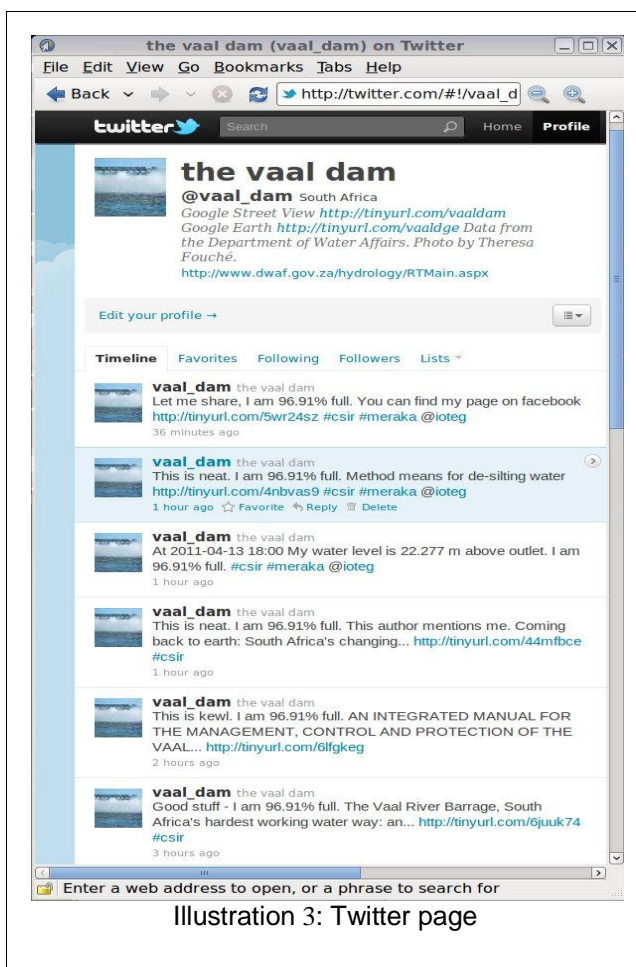 the vaal dam (vaal_dam) on Twitter
File Edit View Go Bookmarks Tabs Help
Back http://twitter.com/#!/vaal_d
twitter Search Home Profile
the vaal dam
@vaal_dam South Africa
Google Street View http://tinyurl.com/vaaldam
Google Earth http://tinyurl.com/vaaldge Data from
the Department of Water Affairs. Photo by Theresa
Fouché.
http://www.dwaf.gov.za/hydrology/RTMain.aspx
Edit your profile →
Timeline Favorites Following Followers Lists
vaal_dam the vaal dam
Let me share, I am 96.91% full. You can find my page on facebook
http://tinyurl.com/5wr24sz #csir #meraka @ioteg
36 minutes ago
vaal_dam the vaal dam
This is neat. I am 96.91% full. Method means for de-silting water
http://tinyurl.com/4nbvas9 #csir #meraka @ioteg
1 hour ago Favorite Reply Delete
vaal_dam the vaal dam
At 2011-04-13 18:00 My water level is 22.277 m above outlet. I am
96.91% full. #csir #meraka @ioteg
1 hour ago
vaal_dam the vaal dam
This is neat. I am 96.91% full. This author mentions me. Coming
back to earth: South Africa's changing... http://tinyurl.com/44mfbce
#csir
1 hour ago
vaal_dam the vaal dam
This is kewl. I am 96.91% full. AN INTEGRATED MANUAL FOR
THE MANAGEMENT, CONTROL AND PROTECTION OF THE
VAAL... http://tinyurl.com/6lfgkeg
2 hours ago
vaal_dam the vaal dam
Good stuff - I am 96.91% full. The Vaal River Barrage, South
Africa's hardest working water way: an... http://tinyurl.com/6juuk74
#csir
3 hours ago
Enter a web address to open, or a phrase to search for
Illustration 3: Twitter page